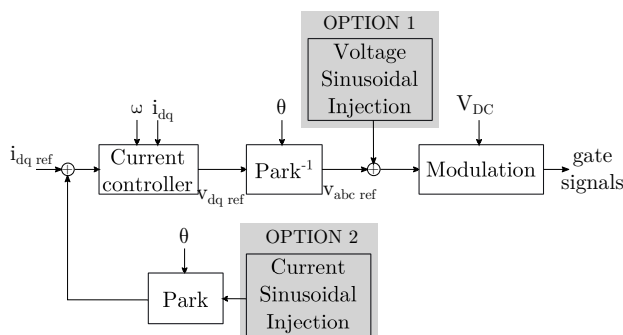 OPTION 1
Voltage
Sinusoidal
Injection
ω i_dq
θ
V_DC
i_dq ref
Current
controller
v_dq ref
Park^-1
v_abc ref
Modulation
gate
signals
OPTION 2
θ
Park
Current
Sinusoidal
Injection